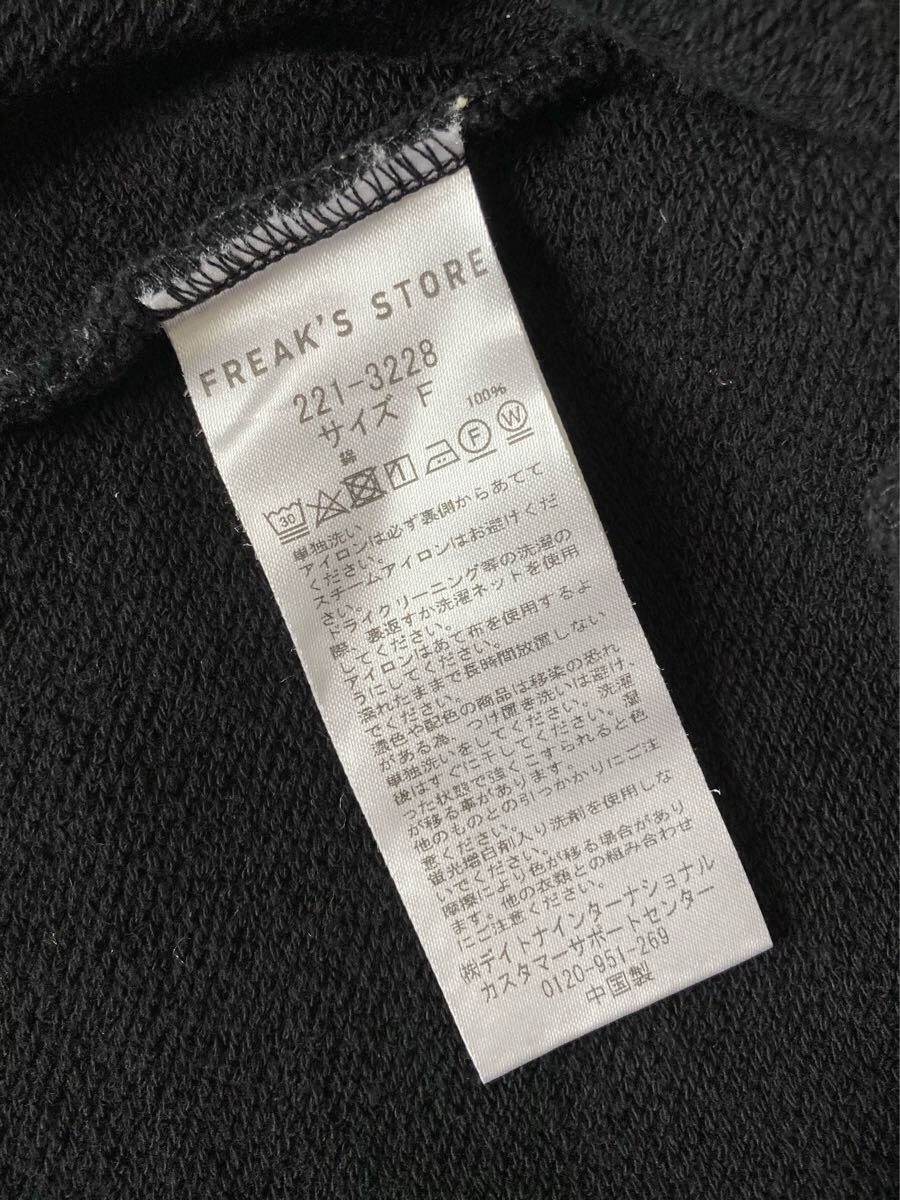 FREAK'S STORE
221-3228
サイズ F
綿 100%
30 F W
単独洗い
アイロンは必ず裏側からあてて
ください。
スチームアイロンはお避けくだ
さい。
ドライクリーニング等の洗濯の
際、裏返すか洗濯ネットを使用
してください。
アイロンはあて布を使用するよ
うにしてください。
濡れたままで長時間放置しない
でください。
濃色や配色の商品は移染の恐れ
がある為、つけ置き洗いは避け、
単独洗いをしてください。洗濯
後はすぐに干してください。湿
った状態で強くこすられると色
が移る事があります。
他のものとの引っかかりにご注
意ください。
蛍光増白剤入り洗剤を使用しな
いでください。
摩擦により色が移る場合があり
ます。他の衣類との組み合わせ
にご注意ください。
㈱デイトナインターナショナル
カスタマーサポートセンター
0120-951-269
中国製